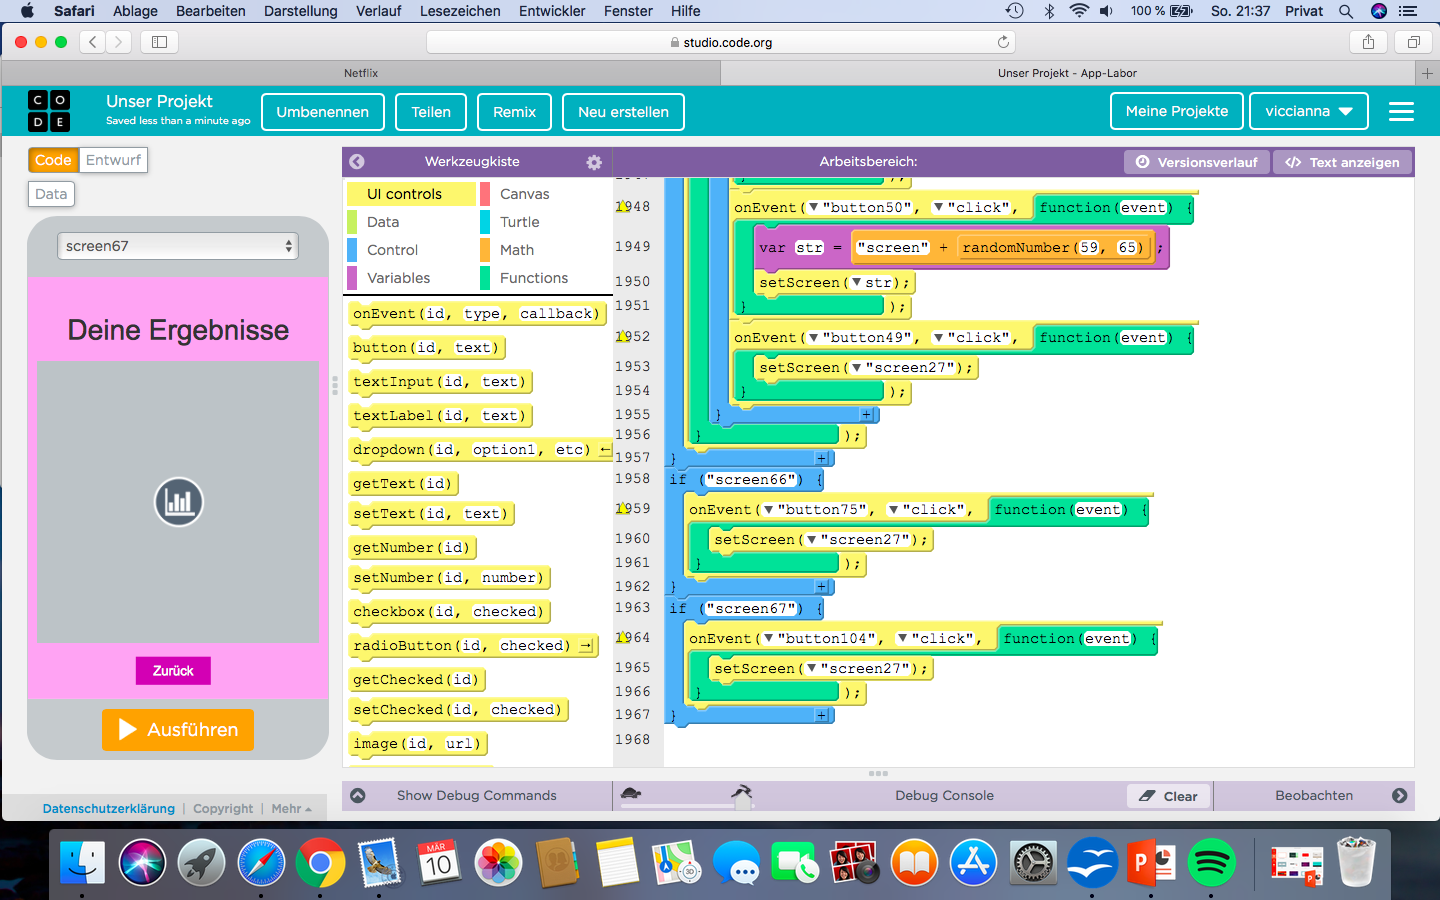 Safari Ablage Bearbeiten Darstellung Verlauf Lesezeichen Entwickler Fenster Hilfe 100 % So. 21:37 Privat
studio.code.org
Netflix
Unser Projekt - App-Labor
C O D E
Unser Projekt
Saved less than a minute ago
Umbenennen
Teilen
Remix
Neu erstellen
Meine Projekte
viccianna
Code
Entwurf
Data
screen67
Deine Ergebnisse
Zurück
Ausführen
Datenschutzerklärung | Copyright | Mehr
Werkzeugkiste
UI controls
Canvas
Data
Turtle
Control
Math
Variables
Functions
onEvent(id, type, callback)
button(id, text)
textInput(id, text)
textLabel(id, text)
dropdown(id, option1, etc)
getText(id)
setText(id, text)
getNumber(id)
setNumber(id, number)
checkbox(id, checked)
radioButton(id, checked)
getChecked(id)
setChecked(id, checked)
image(id, url)
Arbeitsbereich:
Versionsverlauf
</> Text anzeigen
);
1948 onEvent("button50", "click", function(event) {
1949 var str = "screen" + randomNumber(59, 65);
1950 setScreen(str);
1951 });
1952 onEvent("button49", "click", function(event) {
1953 setScreen("screen27");
1954 });
1955 } +
1956 });
1957 } +
1958 if ("screen66") {
1959 onEvent("button75", "click", function(event) {
1960 setScreen("screen27");
1961 });
1962 } +
1963 if ("screen67") {
1964 onEvent("button104", "click", function(event) {
1965 setScreen("screen27");
1966 });
1967 } +
1968
Show Debug Commands
Debug Console
Clear
Beobachten
MÄR
10